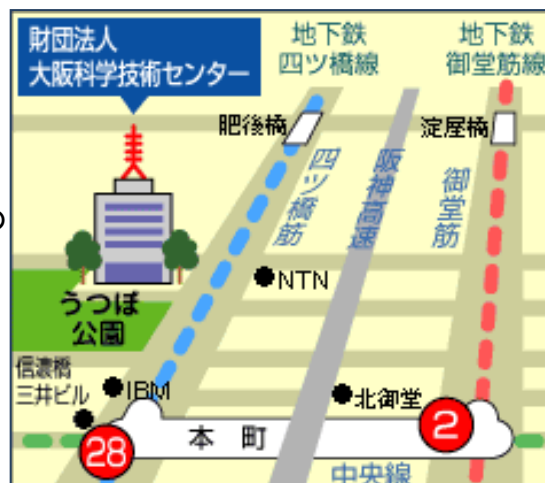 財団法人
大阪科学技術センター
地下鉄
四ツ橋線
地下鉄
御堂筋線
肥後橋
淀屋橋
四ツ橋筋
阪神高速
御堂筋
NTN
うつぼ
公園
信濃橋
三井ビル
IBM
北御堂
2
28
本町
中央線